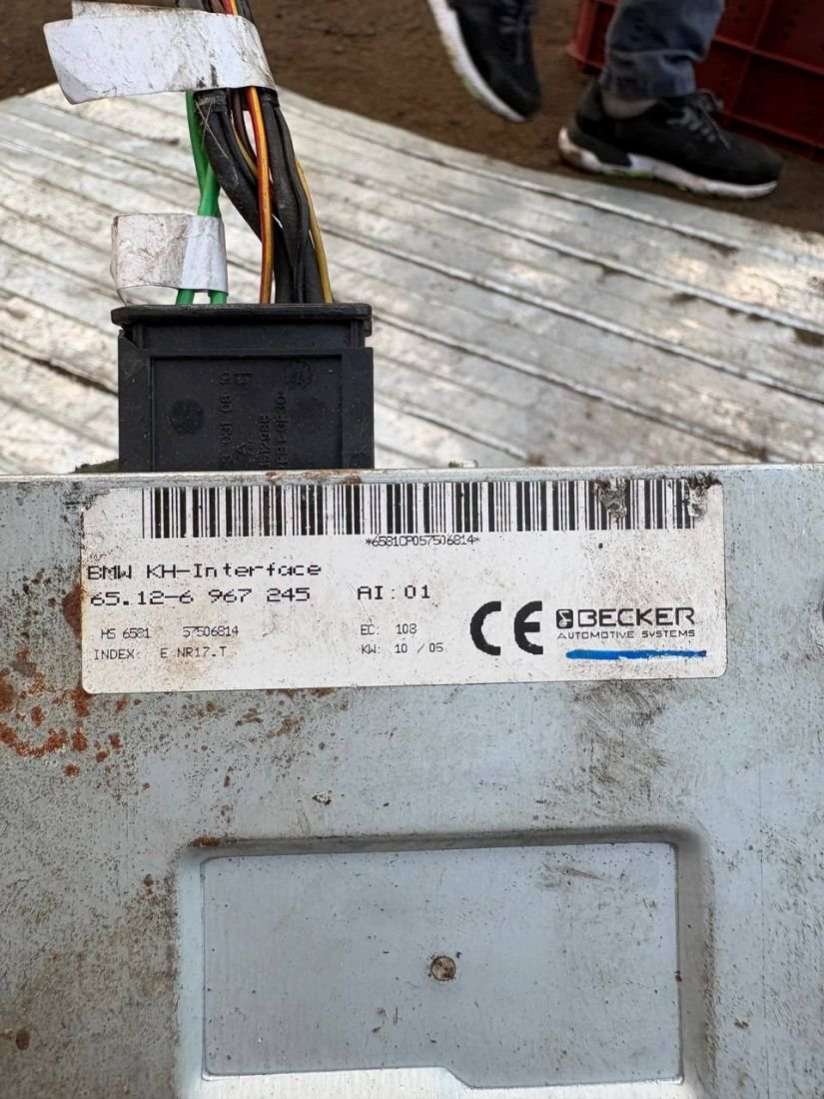 *6581CP057506814*
BMW KH-Interface
65.12-6 967 245 AI: 01
HS 6581 57506814 EC: 108
INDEX: E NR17.T KW: 10 /05
CE BECKER
AUTOMOTIVE SYSTEMS